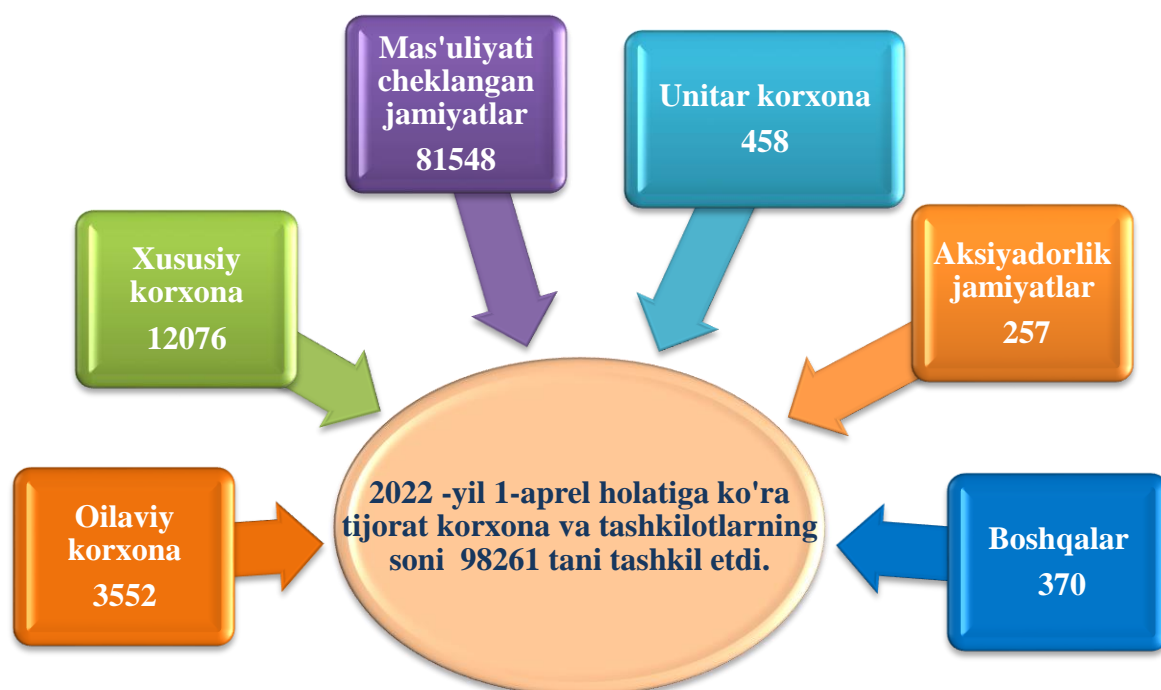 Mas'uliyati
cheklangan
jamiyatlar
81548
Unitar korxona
458
Xususiy
korxona
12076
Aksiyadorlik
jamiyatlar
257
Oilaviy
korxona
3552
2022 -yil 1-aprel holatiga ko'ra
tijorat korxona va tashkilotlarning
soni 98261 tani tashkil etdi.
Boshqalar
370